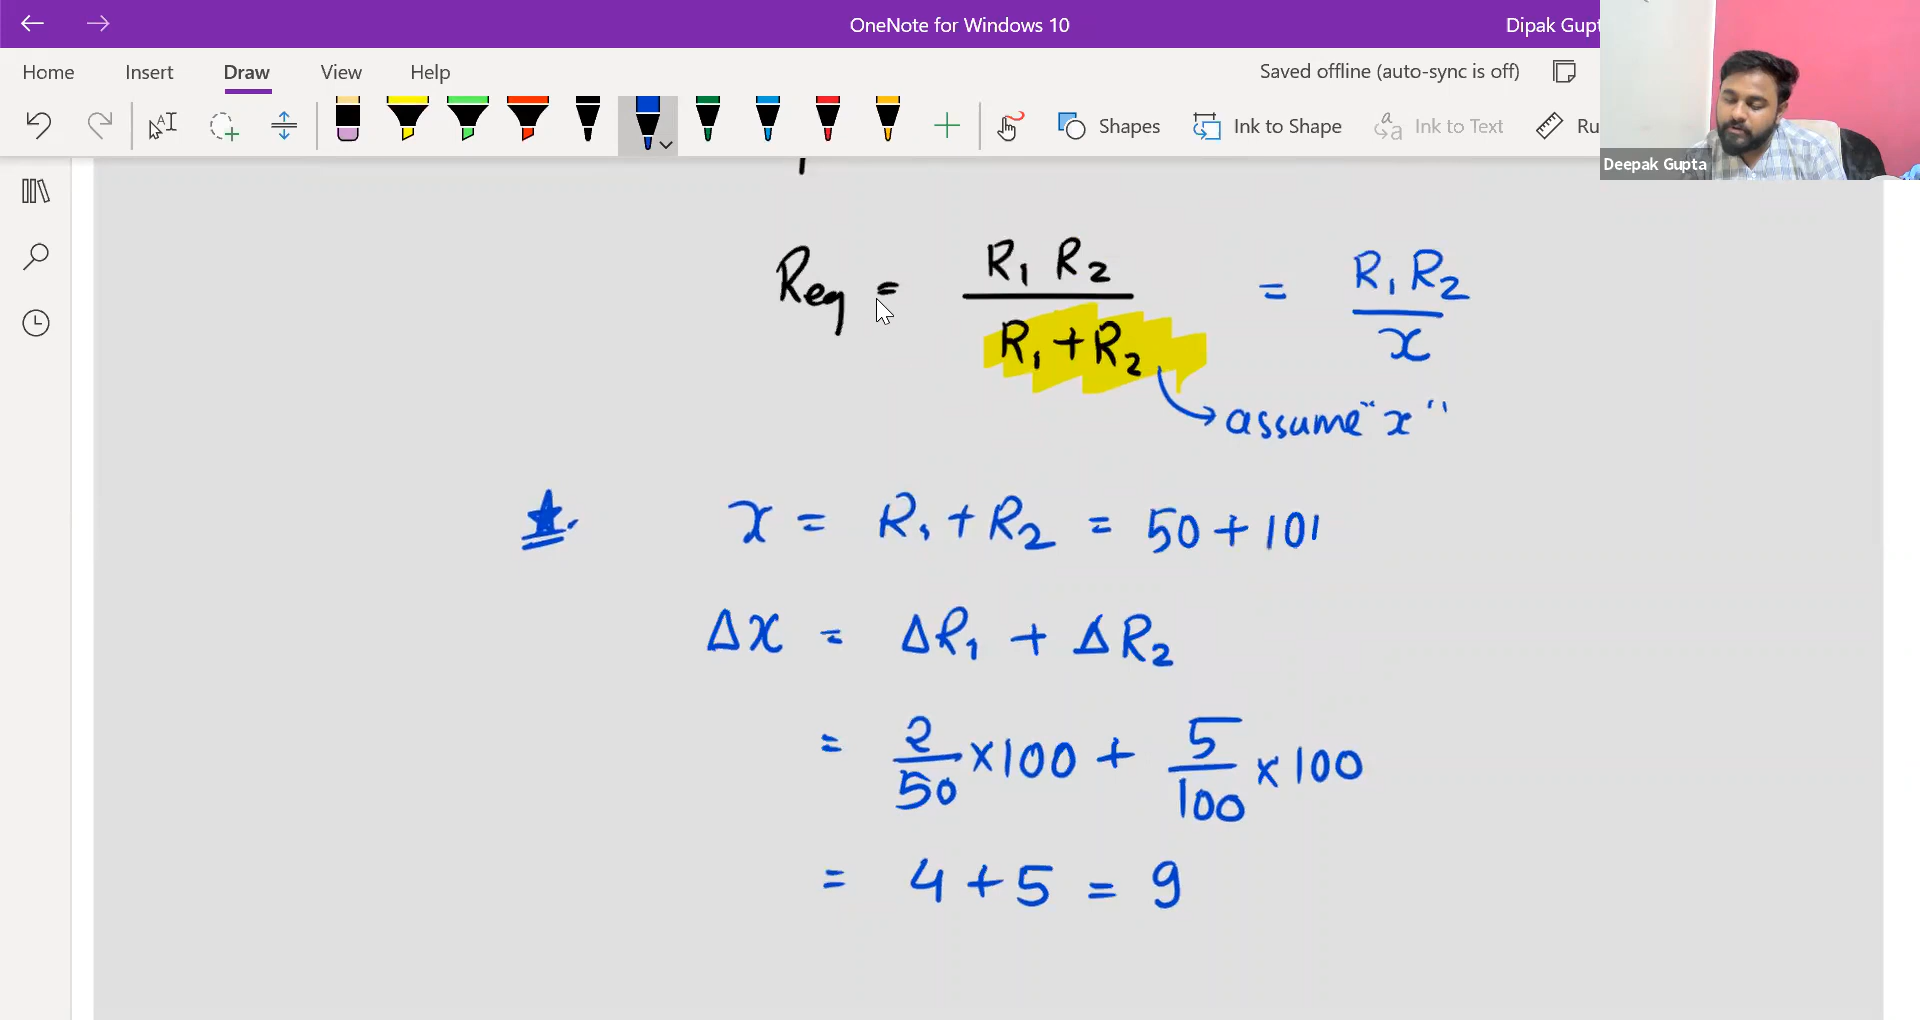 OneNote for Windows 10
Dipak Gupt
Home Insert Draw View Help
Saved offline (auto-sync is off)
Shapes Ink to Shape Ink to Text Ru
Deepak Gupta
Req = R₁ R₂ / R₁ + R₂ = R₁ R₂ / x
assume "x"
x = R₁ + R₂ = 50 + 101
Δx = ΔR₁ + ΔR₂
= 2/50 × 100 + 5/100 × 100
= 4 + 5 = 9